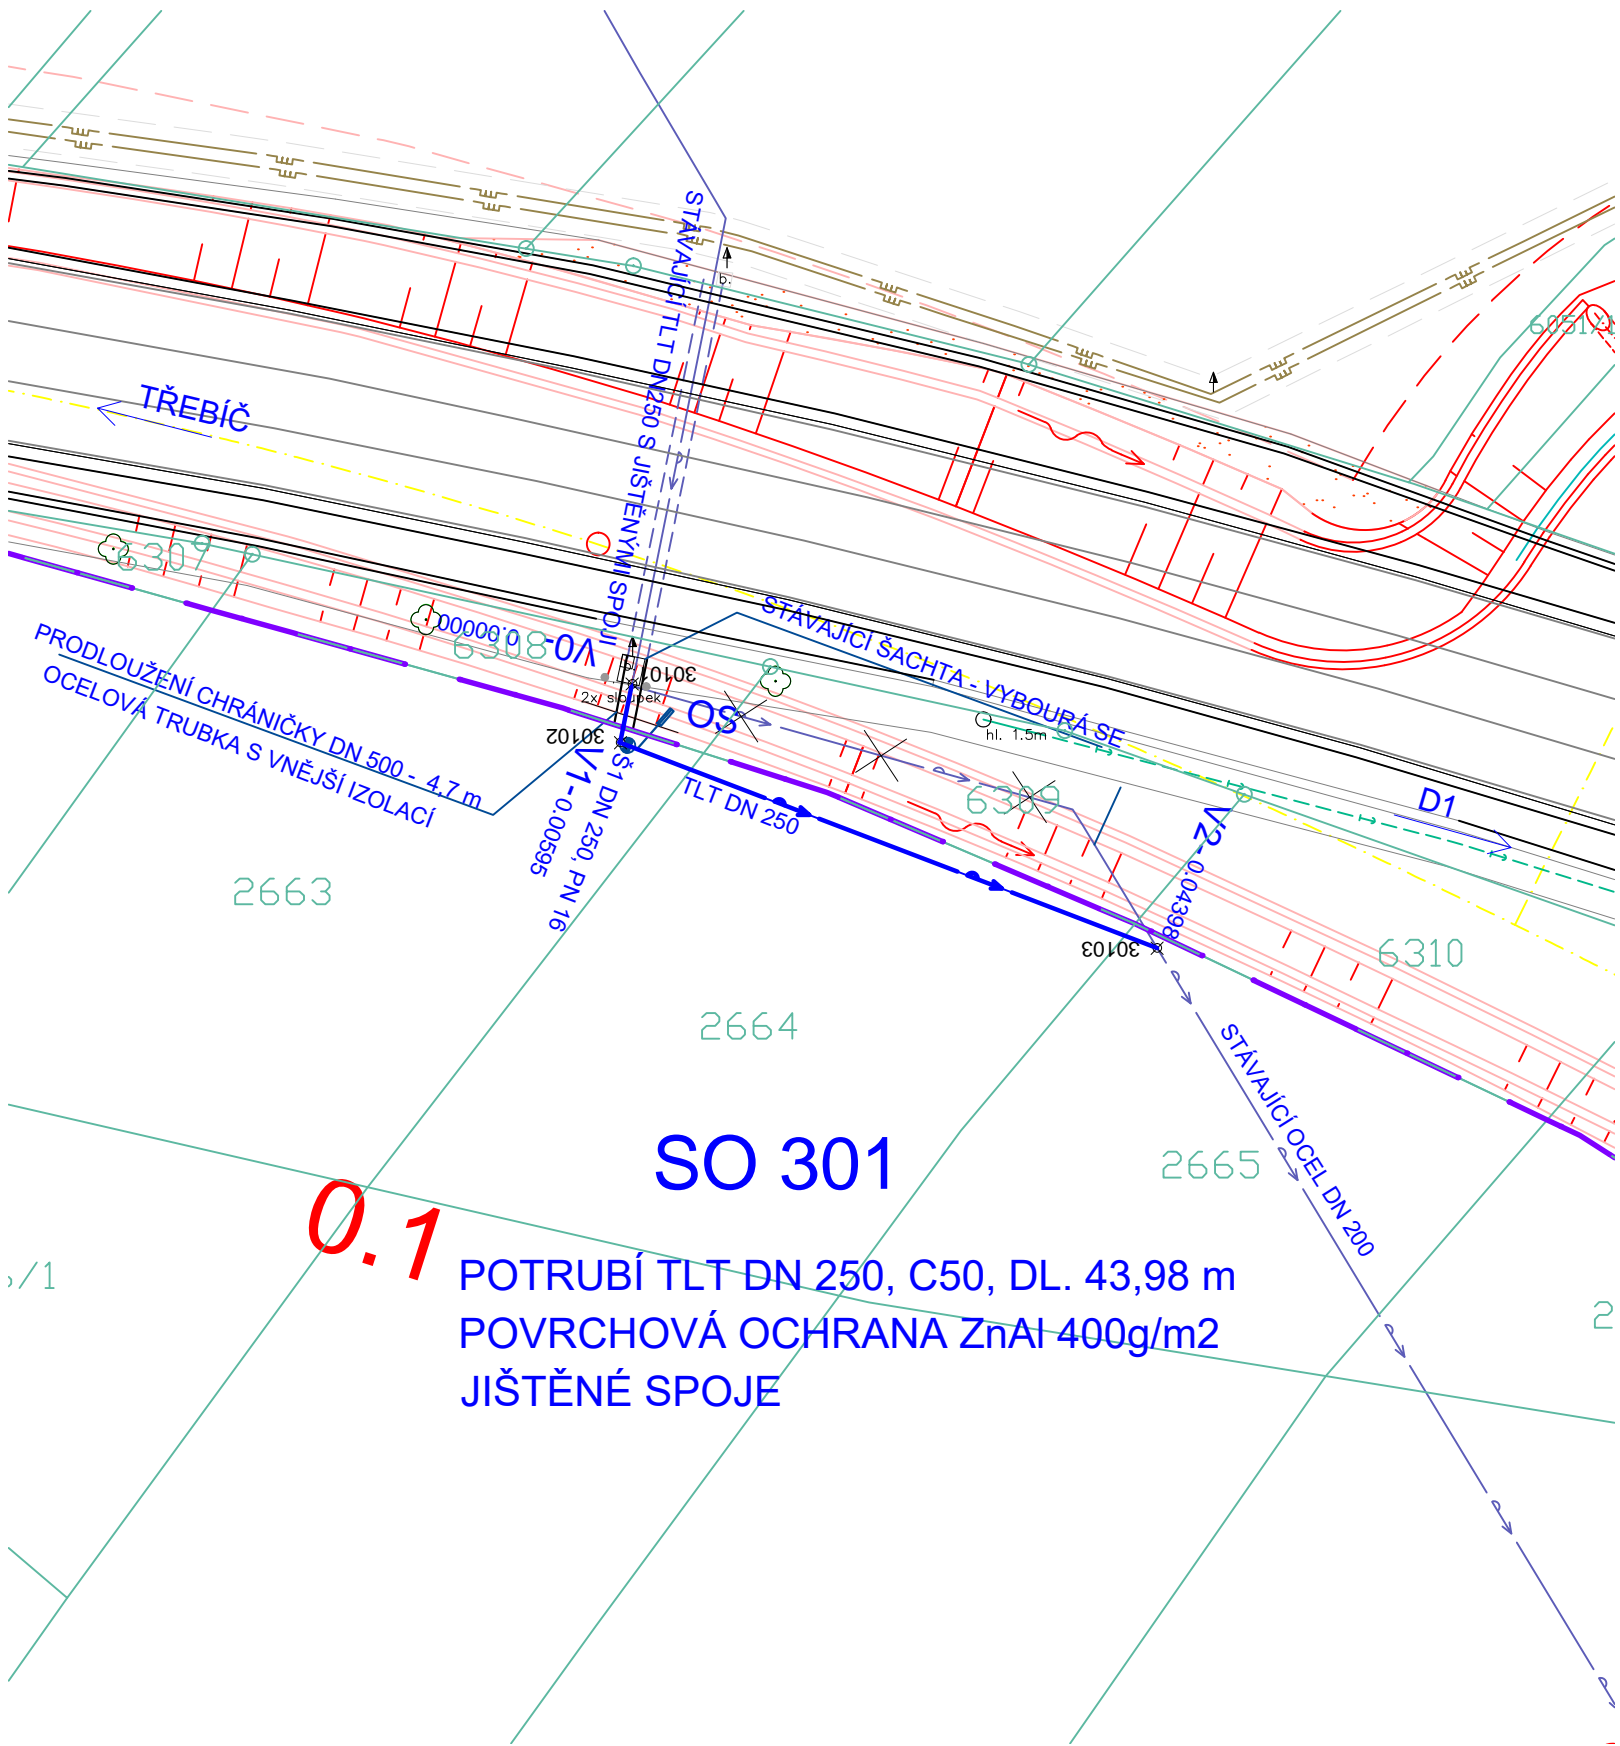 STÁVAJÍCÍ TLT DN250 S JIŠTĚNÝMI SPOJI
b.
6051/1
TŘEBÍČ
6307
6308
V0- 0.00000
STÁVAJÍCÍ ŠACHTA - VYBOURÁ SE
PRODLOUŽENÍ CHRÁNIČKY DN 500 - 4,7 m
OCELOVÁ TRUBKA S VNĚJŠÍ IZOLACÍ
30101
2x sloupek
OS
30102
hl. 1.5m
V1-0.00595
Š1 DN 250, PN 16
TLT DN 250
6309
D1
V2-0.04398
30103
2663
6310
2664
STÁVAJÍCÍ OCEL DN 200
SO 301
2665
0.1
POTRUBÍ TLT DN 250, C50, DL. 43,98 m
POVRCHOVÁ OCHRANA ZnAl 400g/m2
JIŠTĚNÉ SPOJE
/1
2